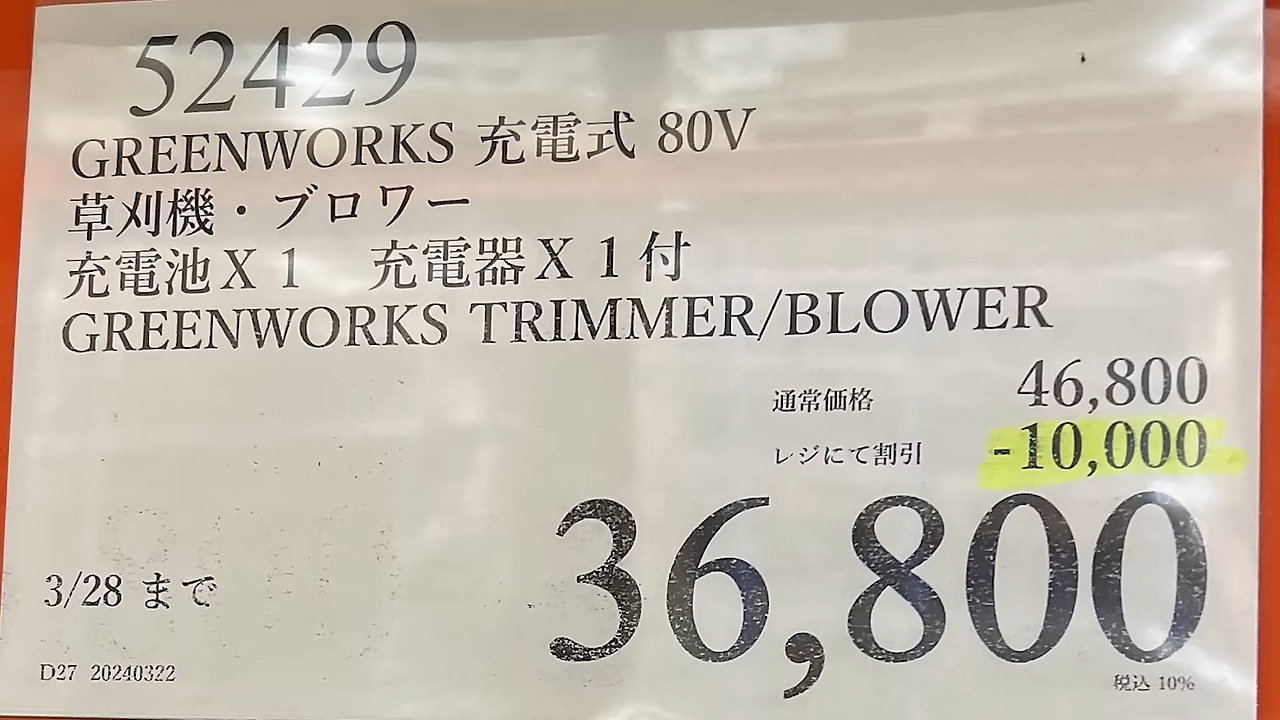 52429
GREENWORKS 充電式 80V
草刈機・ブロワー
充電池X 1　充電器X 1 付
GREENWORKS TRIMMER/BLOWER
通常価格 46,800
レジにて割引 -10,000
36,800
3/28 まで
D27 20240322
税込 10%